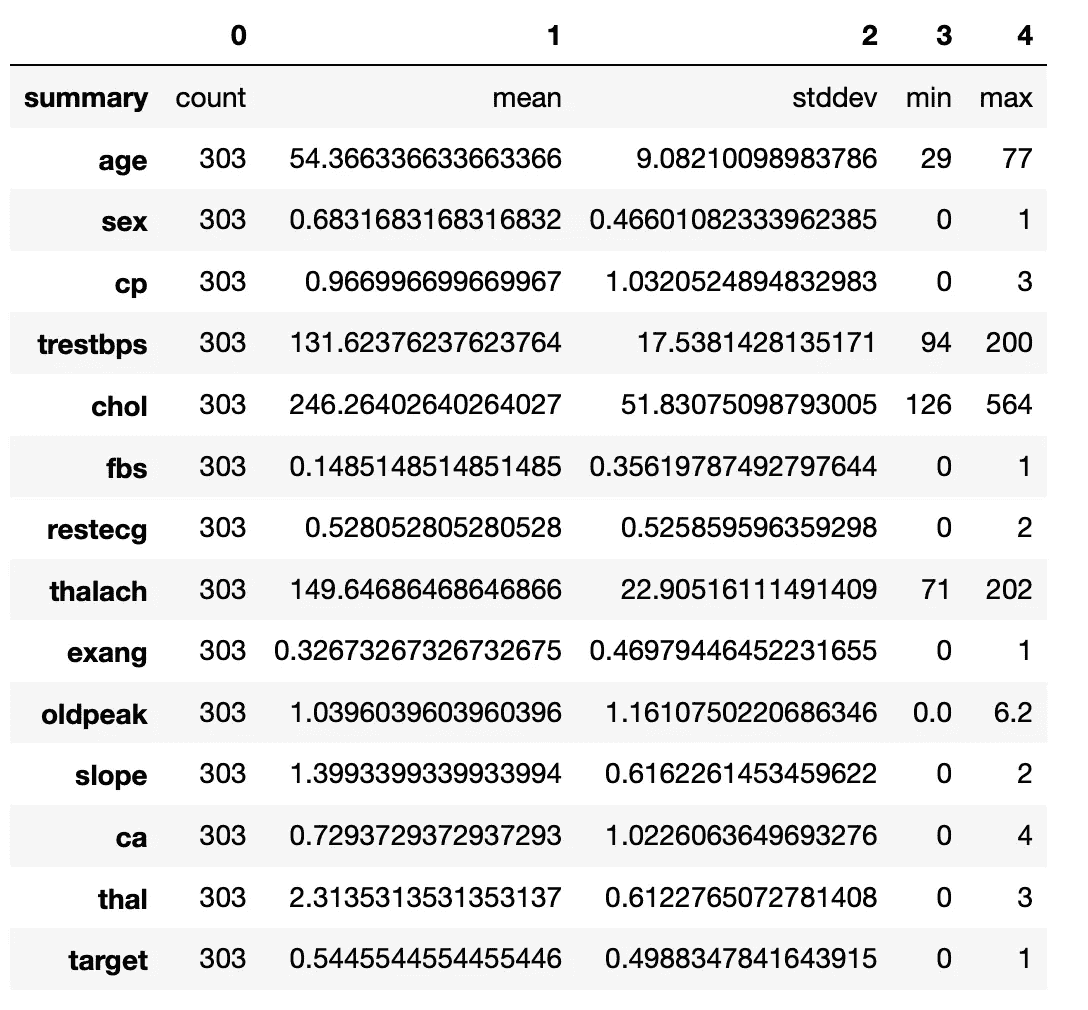 0 1 2 3 4
summary count mean stddev min max
age 303 54.366336633663366 9.08210098983786 29 77
sex 303 0.6831683168316832 0.46601082333962385 0 1
cp 303 0.966996699669967 1.0320524894832983 0 3
trestbps 303 131.62376237623764 17.5381428135171 94 200
chol 303 246.26402640264027 51.83075098793005 126 564
fbs 303 0.1485148514851485 0.35619787492797644 0 1
restecg 303 0.528052805280528 0.525859596359298 0 2
thalach 303 149.64686468646866 22.90516111491409 71 202
exang 303 0.32673267326732675 0.46979446452231655 0 1
oldpeak 303 1.0396039603960396 1.1610750220686346 0.0 6.2
slope 303 1.3993399339933994 0.6162261453459622 0 2
ca 303 0.7293729372937293 1.0226063649693276 0 4
thal 303 2.3135313531353137 0.6122765072781408 0 3
target 303 0.5445544554455446 0.4988347841643915 0 1